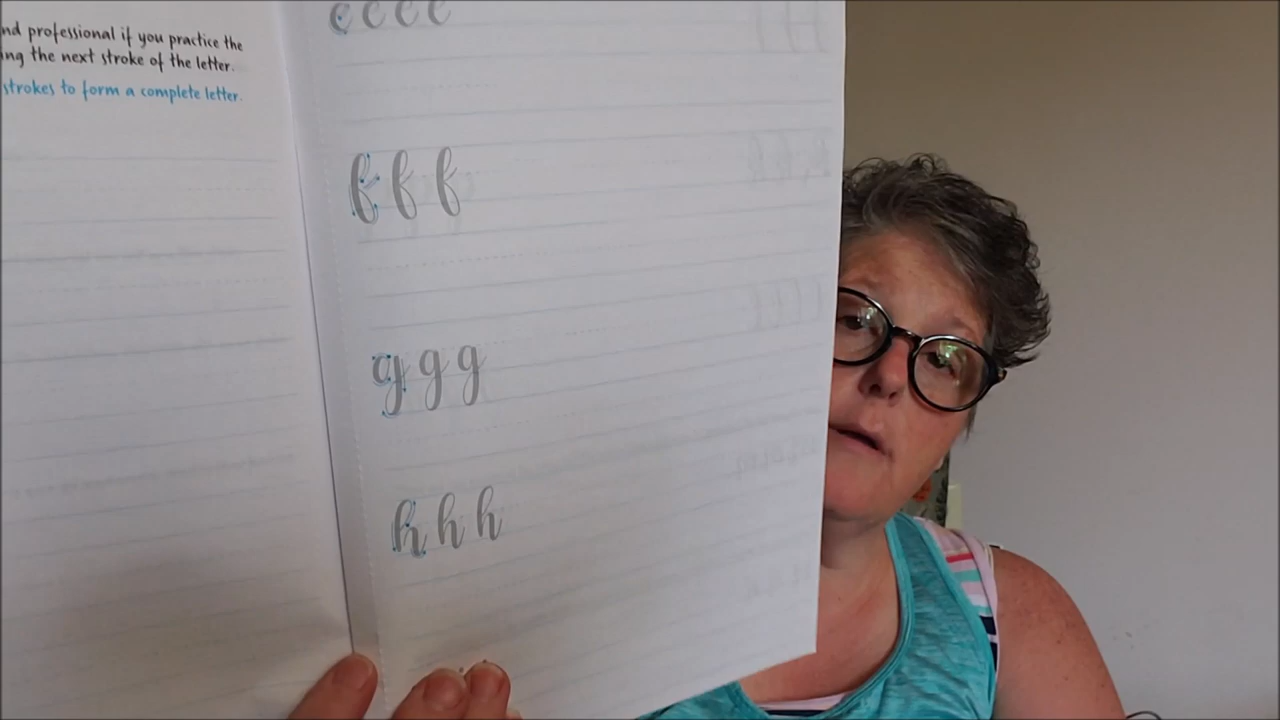 nd professional if you practice the
ing the next stroke of the letter.
strokes to form a complete letter.
e e e e
f f f
g g g
h h h